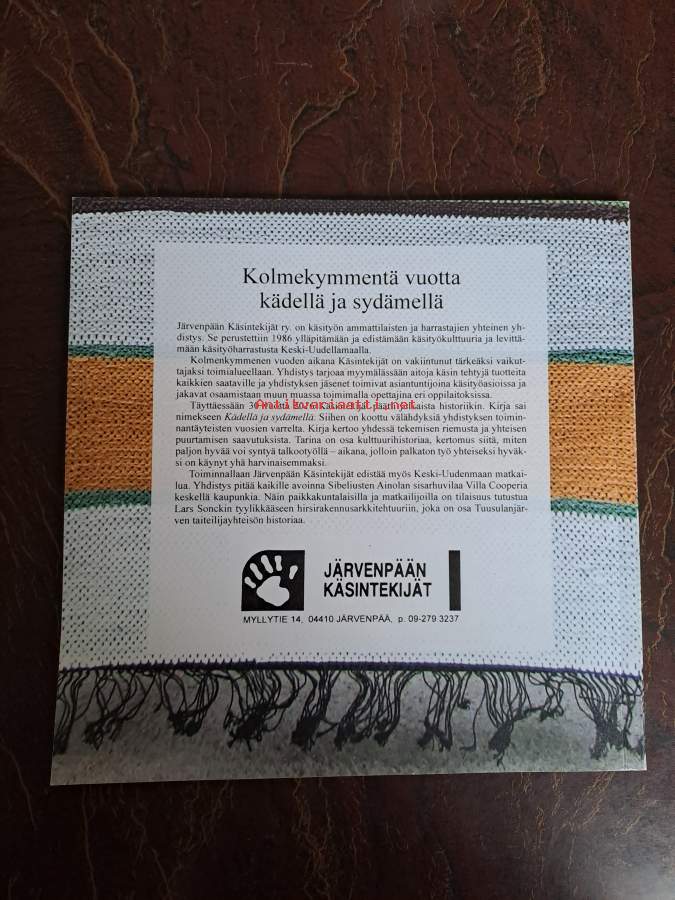 Kolmekymmentä vuotta
kädellä ja sydämellä
Järvenpään Käsintekijät ry. on käsityön ammattilaisten ja harrastajien yhteinen yh-
distys. Se perustettiin 1986 ylläpitämään ja edistämään käsityökulttuuria ja levittä-
mään käsityöharrastusta Keski-Uudellamaalla.
Kolmenkymmenen vuoden aikana Käsintekijät on vakiintunut tärkeäksi vaikut-
tajaksi toimialueellaan. Yhdistys tarjoaa myymälässään aitoja käsin tehtyjä tuotteita
kaikkien saataville ja yhdistyksen jäsenet toimivat asiantuntijoina käsityöasioissa ja
jakavat osaamistaan muun muassa toimimalla opettajina eri oppilaitoksissa.
Täyttäessään 30
Antikvariaatti.net
historiikin. Kirja sai
nimekseen Kädellä ja sydämellä. Siihen on koottu välähdyksiä yhdistyksen toimin-
nantäyteisten vuosien varrelta. Kirja kertoo yhdessä tekemisen riemusta ja yhteisen
puurtamisen saavutuksista. Tarina on osa kulttuurihistoriaa, kertomus siitä, miten
paljon hyvää voi syntyä talkootyöllä – aikana, jolloin palkaton työ yhteiseksi hyväk-
si on käynyt yhä harvinaisemmaksi.
Toiminnallaan Järvenpään Käsintekijät edistää myös Keski-Uudenmaan matkai-
lua. Yhdistys pitää kaikille avoinna Sibeliusten Ainolan sisarhuvilaa Villa Cooperia
keskellä kaupunkia. Näin paikkakuntalaisilla ja matkailijoilla on tilaisuus tutustua
Lars Sonckin tyylikkääseen hirsirakennusarkkitehtuuriin, joka on osa Tuusulanjär-
ven taiteilijayhteisön historiaa.
JÄRVENPÄÄN
KÄSINTEKIJÄT
MYLLYTIE 14, 04410 JÄRVENPÄÄ, p. 09-279 3237